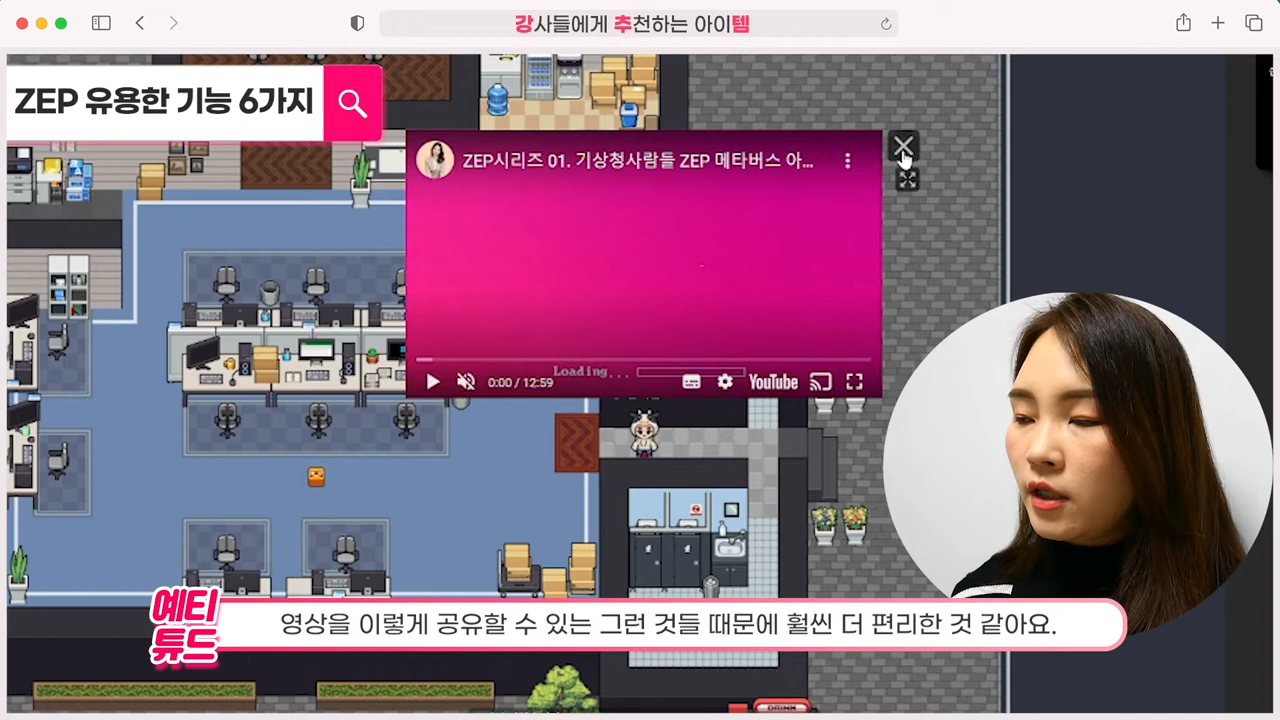 강사들에게 추천하는 아이템
ZEP 유용한 기능 6가지
ZEP시리즈 01. 기상청사람들 ZEP 메타버스 아...
Loading...
0:00 / 12:59
YouTube
예티
튜드
영상을 이렇게 공유할 수 있는 그런 것들 때문에 훨씬 더 편리한 것 같아요.
DRINK